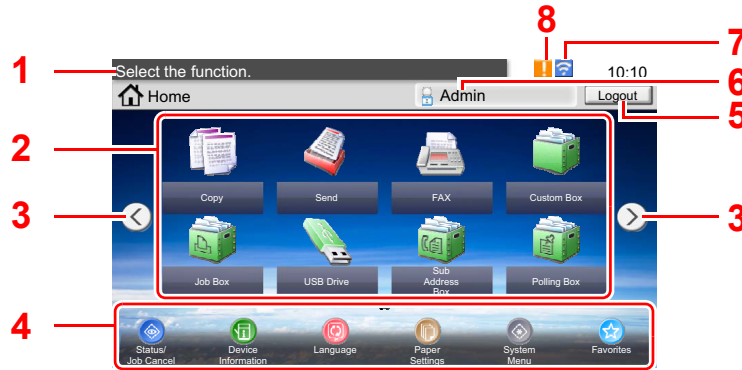 8
7
1
Select the function.
10:10
6
Home
Admin
Logout
5
2
Copy
Send
FAX
Custom Box
3
3
Job Box
USB Drive
Sub
Address
Box
Polling Box
4
Status/
Job Cancel
Device
Information
Language
Paper
Settings
System
Menu
Favorites